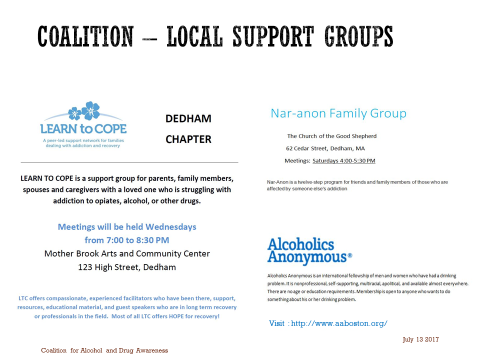 COALITION – LOCAL SUPPORT GROUPS
LEARN to COPE
A peer-led support network for families
dealing with addiction and recovery
DEDHAM
CHAPTER
LEARN TO COPE is a support group for parents, family members,
spouses and caregivers with a loved one who is struggling with
addiction to opiates, alcohol, or other drugs.
Meetings will be held Wednesdays
from 7:00 to 8:30 PM
Mother Brook Arts and Community Center
123 High Street, Dedham
LTC offers compassionate, experienced facilitators who have been there, support,
resources, educational material, and guest speakers who are in long term recovery
or professionals in the field.  Most of all LTC offers HOPE for recovery!
Nar-anon Family Group
The Church of the Good Shepherd
62 Cedar Street, Dedham, MA
Meetings: Saturdays 4:00-5:30 PM
Nar-Anon is a twelve-step program for friends and family members of those who are
affected by someone else's addiction
Alcoholics
Anonymous®
Alcoholics Anonymous is an international fellowship of men and women who have had a drinking
problem. It is nonprofessional, self-supporting, multiracial, apolitical, and available almost everywhere.
There are no age or education requirements. Membership is open to anyone who wants to do
something about his or her drinking problem.
Visit : http://www.aaboston.org/
July 13 2017
Coalition for Alcohol and Drug Awareness